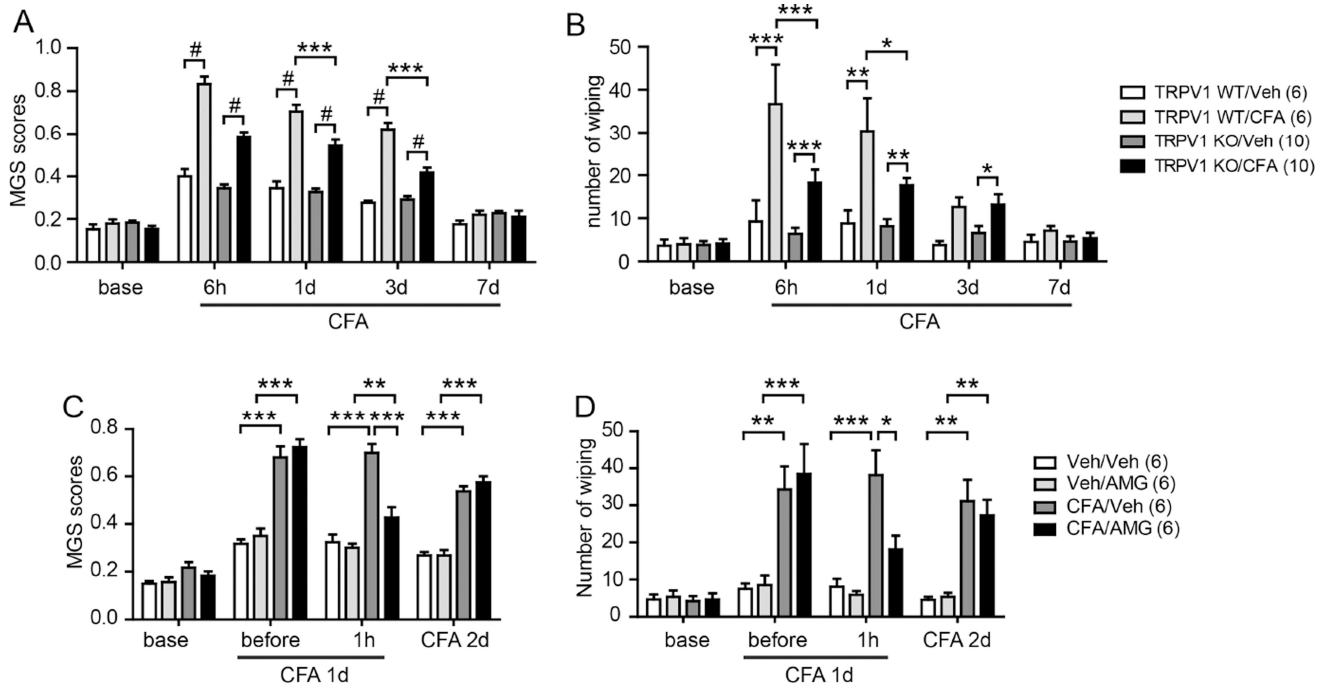 A
MGS scores
1.0
0.8
0.6
0.4
0.2
0.0
# *** ***
# #
# # #
#
base 6h 1d 3d 7d
CFA
B
number of wiping
50
40
30
20
10
0
***
*** *
**
*** ** *
base 6h 1d 3d 7d
CFA
TRPV1 WT/Veh (6)
TRPV1 WT/CFA (6)
TRPV1 KO/Veh (10)
TRPV1 KO/CFA (10)
C
MGS scores
0.8
0.6
0.4
0.2
0.0
*** ** ***
*** *** *** ***
base before 1h CFA 2d
CFA 1d
D
Number of wiping
50
40
30
20
10
0
*** **
** *** * **
base before 1h CFA 2d
CFA 1d
Veh/Veh (6)
Veh/AMG (6)
CFA/Veh (6)
CFA/AMG (6)